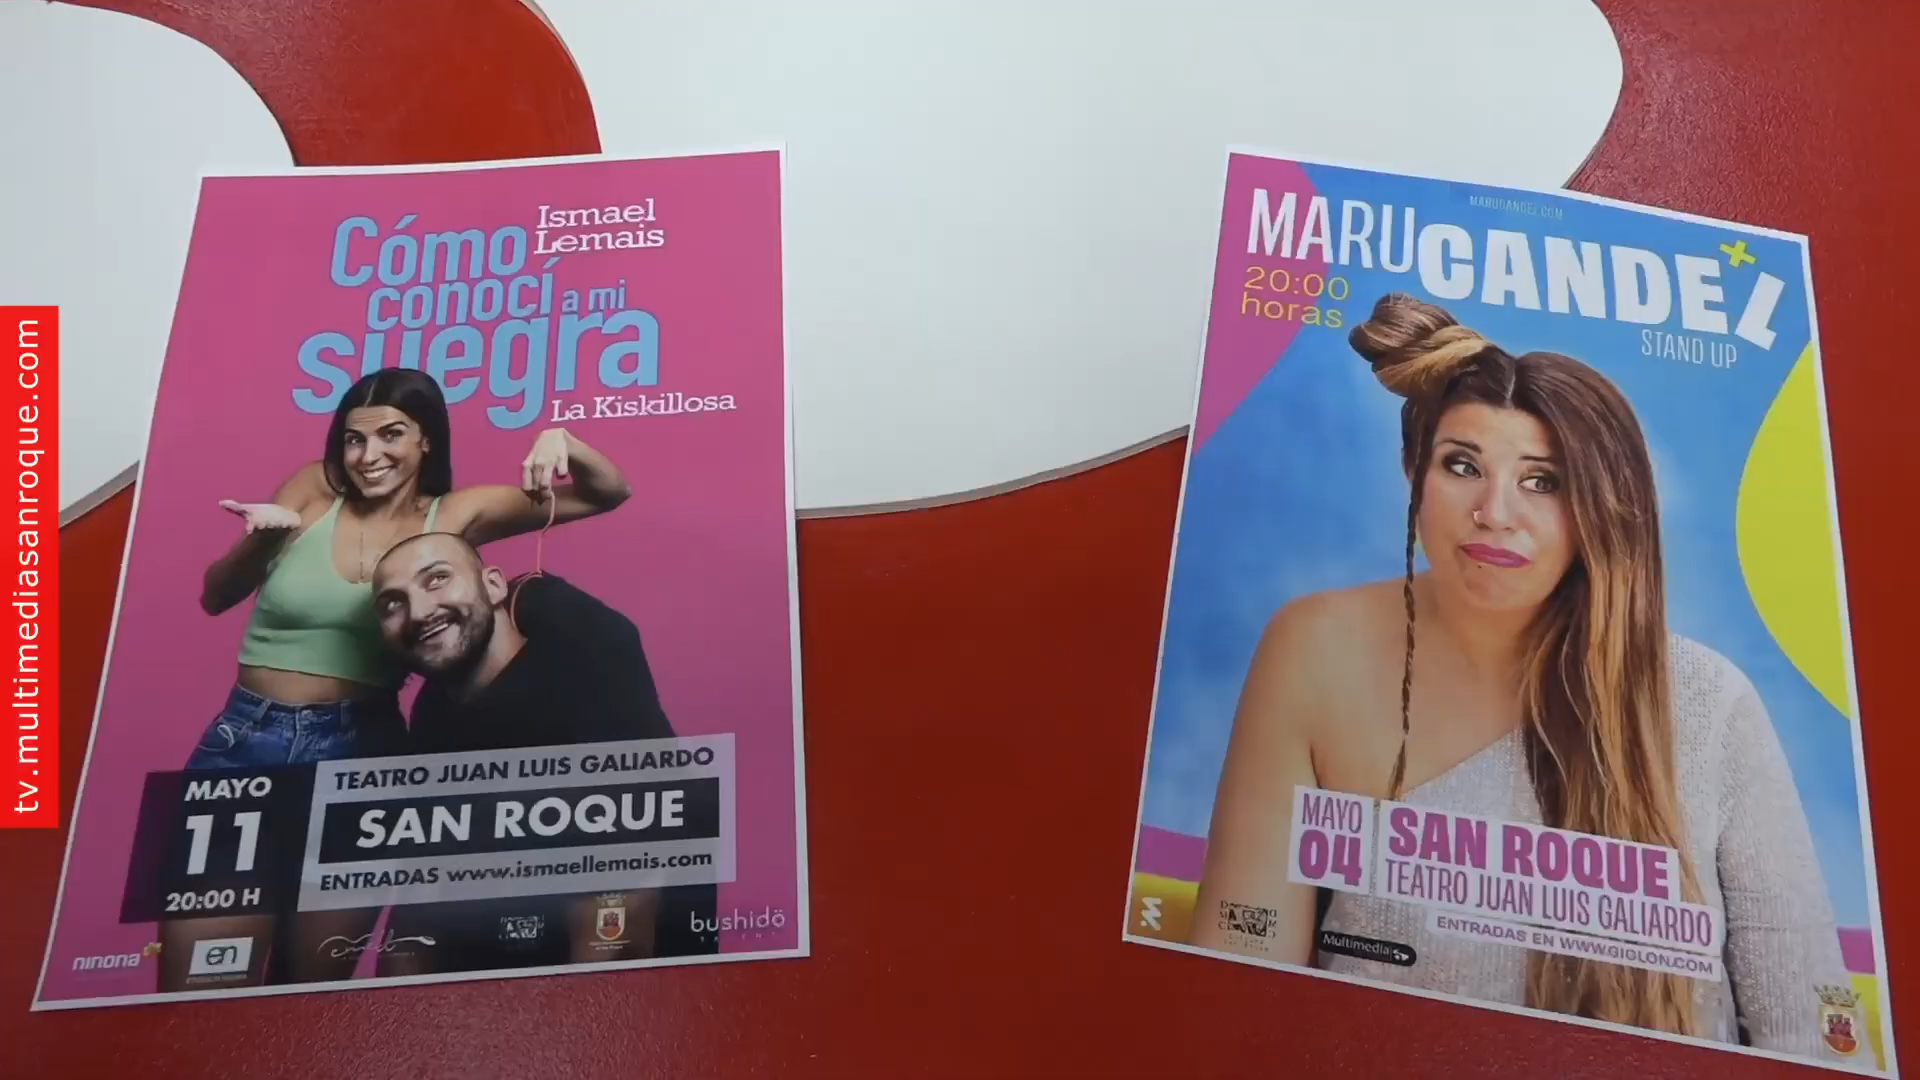 tv.multimediasanroque.com
Ismael
Lemais
Cómo
conocí a mi
suegra
La Kiskillosa
MAYO
11
20:00 H
TEATRO JUAN LUIS GALIARDO
SAN ROQUE
ENTRADAS www.ismaellemais.com
ninona
en
bushidö
MARUCANDEL.COM
MARUCANDEL
20:00
horas
STAND UP
MAYO
04
SAN ROQUE
TEATRO JUAN LUIS GALIARDO
ENTRADAS EN WWW.GIGLON.COM
Multimedia